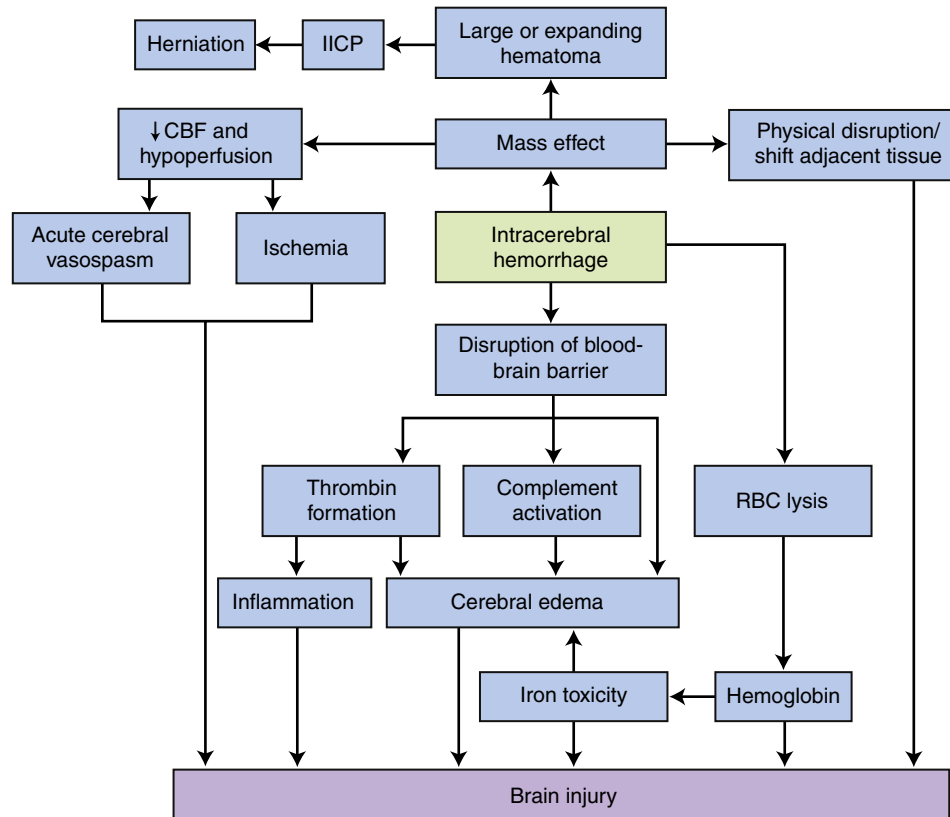 Herniation
IICP
Large or expanding
hematoma
↓CBF and
hypoperfusion
Mass effect
Physical disruption/
shift adjacent tissue
Acute cerebral
vasospasm
Ischemia
Intracerebral
hemorrhage
Disruption of blood-
brain barrier
Thrombin
formation
Complement
activation
RBC lysis
Inflammation
Cerebral edema
Iron toxicity
Hemoglobin
Brain injury